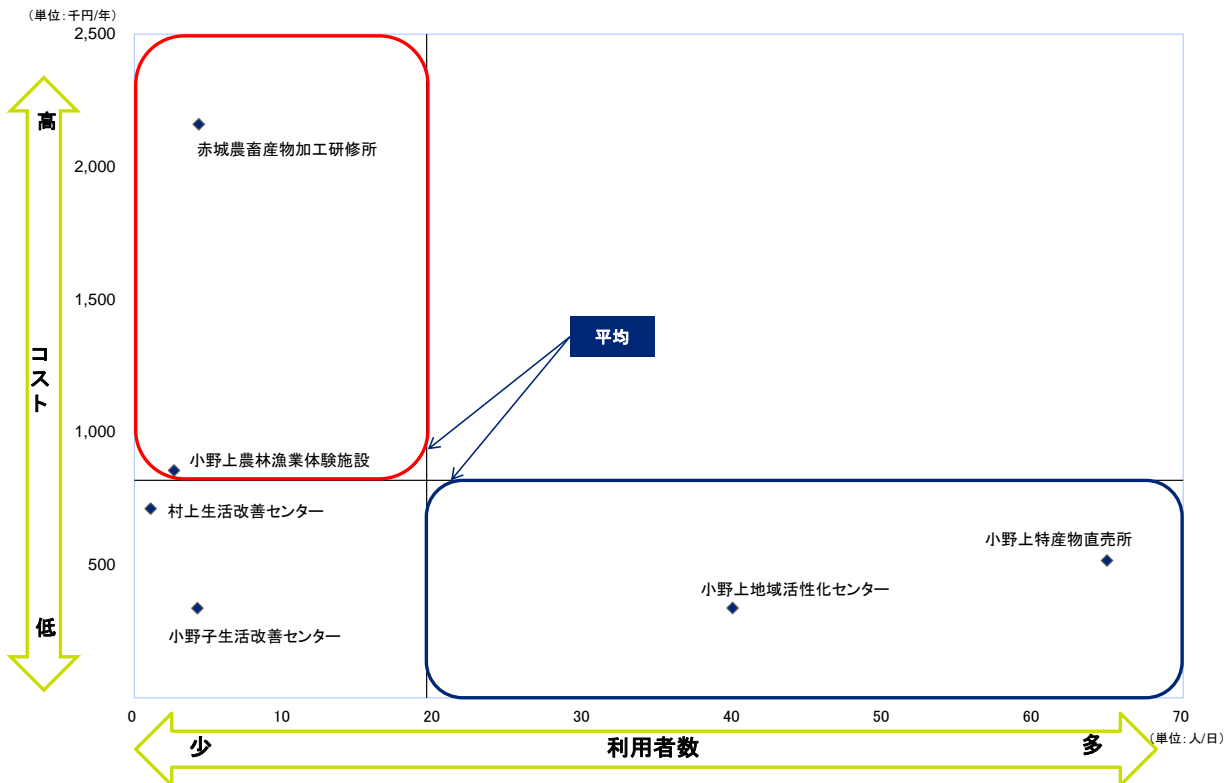 (単位:千円/年)
2,500
高
赤城農畜産物加工研修所
2,000
1,500
平均
コスト
1,000
小野上農林漁業体験施設
村上生活改善センター
小野上特産物直売所
500
小野上地域活性化センター
低
小野子生活改善センター
0 10 20 30 40 50 60 70
少 利用者数 多 (単位:人/日)